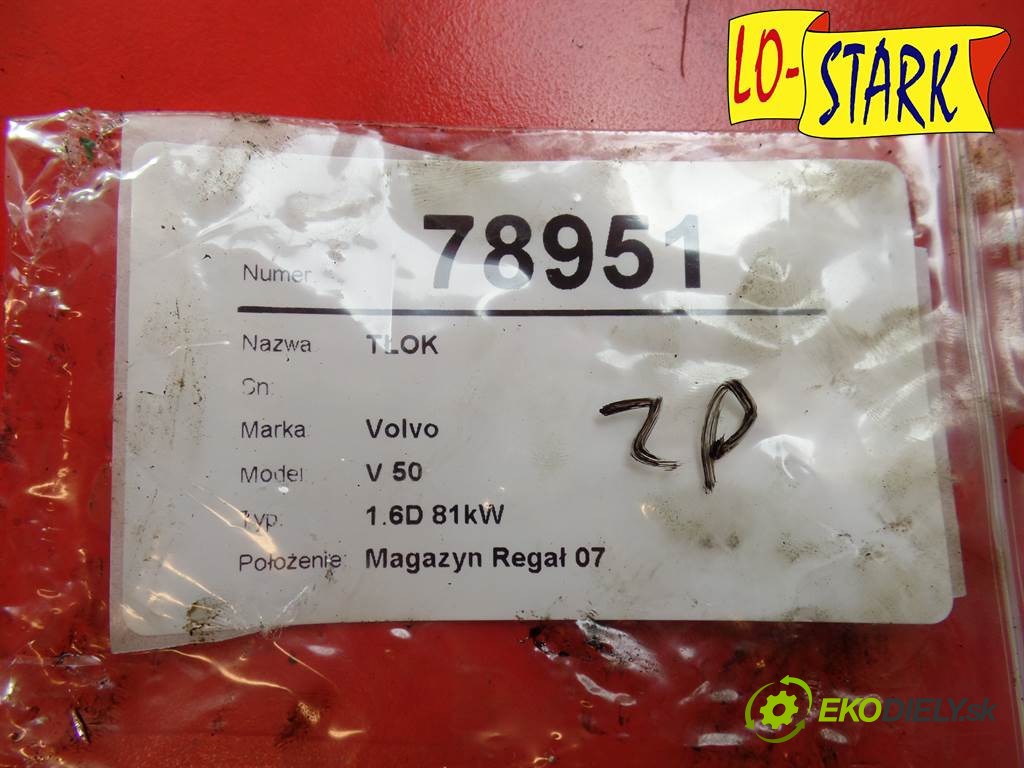 LO-STARK
Numer 78951
Nazwa TŁOK
Sn:
Marka: Volvo
Model V 50
Typ: 1.6D 81kW
Położenie: Magazyn Regał 07
ZP
EKODIELY.sk